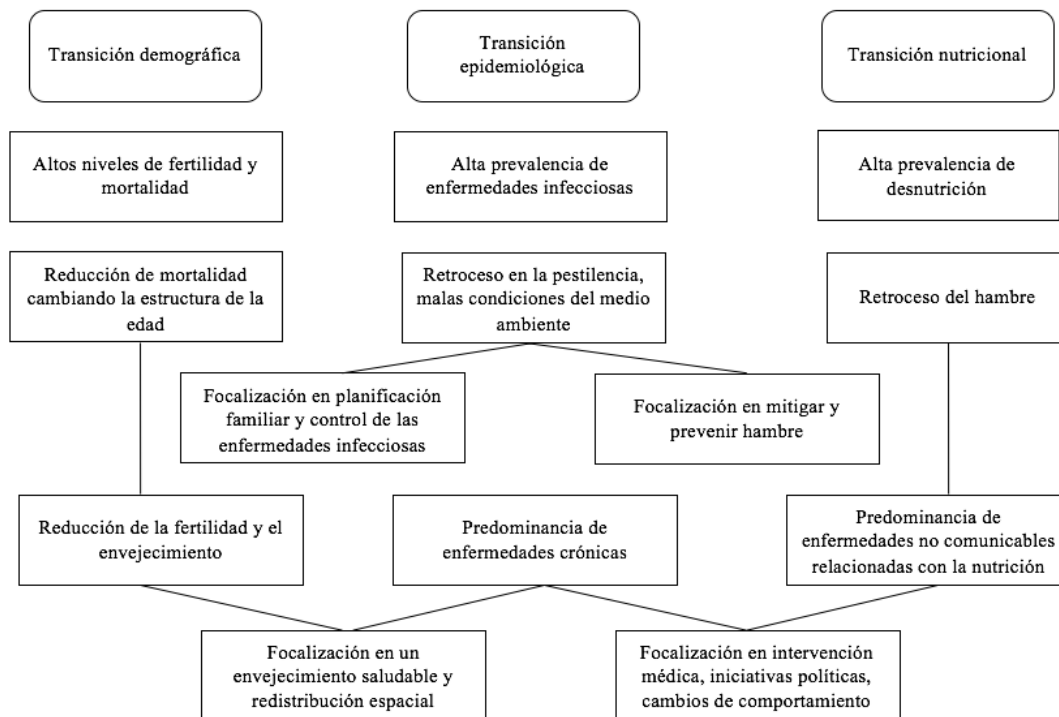 Transición demográfica
Transición
epidemiológica
Transición nutricional
Altos niveles de fertilidad y
mortalidad
Alta prevalencia de
enfermedades infecciosas
Alta prevalencia de
desnutrición
Reducción de mortalidad
cambiando la estructura de la
edad
Retroceso en la pestilencia,
malas condiciones del medio
ambiente
Retroceso del hambre
Focalización en planificación
familiar y control de las
enfermedades infecciosas
Focalización en mitigar y
prevenir hambre
Reducción de la fertilidad y el
envejecimiento
Predominancia de
enfermedades crónicas
Predominancia de
enfermedades no comunicables
relacionadas con la nutrición
Focalización en un
envejecimiento saludable y
redistribución espacial
Focalización en intervención
médica, iniciativas políticas,
cambios de comportamiento